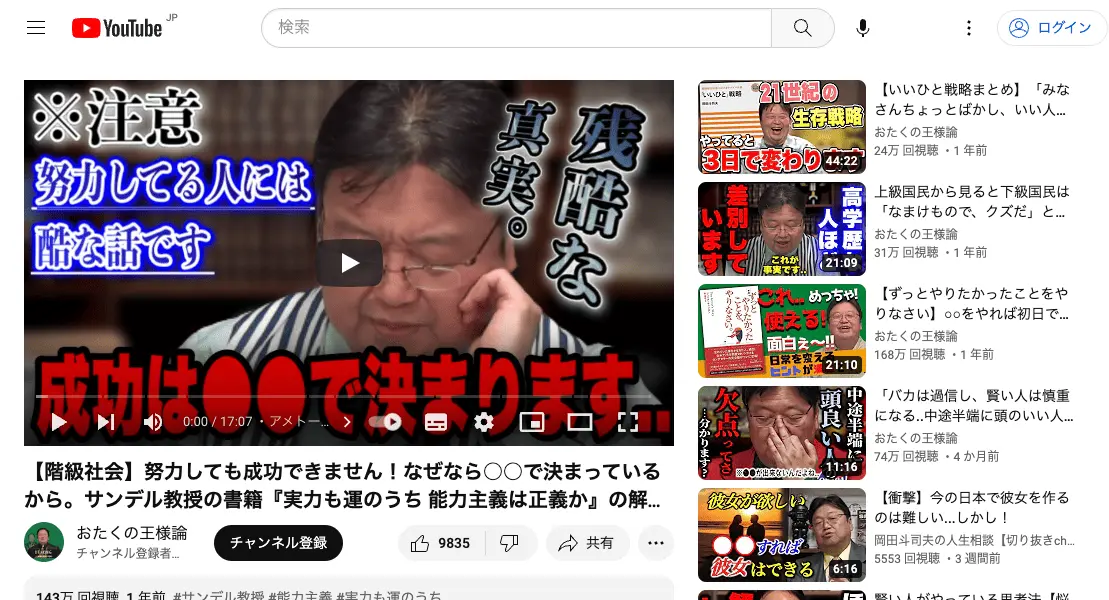 YouTube JP
検索
ログイン
※注意
努力してる人には
酷な話です
残酷な
真実。
成功は●●で決まります..
0:00 / 17:07 ・アメトー...
【階級社会】努力しても成功できません！なぜなら○○で決まっている
から。サンデル教授の書籍『実力も運のうち 能力主義は正義か』の解...
おたくの王様論
チャンネル登録者...
チャンネル登録
9835
共有
143万 回視聴 1 年前 #サンデル教授 #能力主義 #実力も運のうち
「いいひと」戦略
21世紀の
生存戦略
やってると
3日で変わり
44:22
【いいひと戦略まとめ】「みな
さんちょっとばかし、いい人...
おたくの王様論
24万 回視聴 ・1 年前
高学歴
人ほど
差別して
います
これが
事実です..
21:09
上級国民から見ると下級国民は
「なまけもので、クズだ」と...
おたくの王様論
31万 回視聴 ・1 年前
ずっと
やりたかった
ことを、
やりなさい。
これ... めっちゃ!
使える!!
面白ぇ〜!!
日常を変える
ヒントが
21:10
【ずっとやりたかったことをや
りなさい】○○をやれば初日で...
おたくの王様論
168万 回視聴 ・1 年前
中途半端に
頭良い人の
欠点ってさ
...分かります?
※●●が出来ないんだよね
11:16
「バカは過信し、賢い人は慎重
になる..中途半端に頭のいい人...
おたくの王様論
74万 回視聴 ・4 か月前
彼女が欲しい
●●すれば
彼女はできる
6:16
【衝撃】今の日本で彼女を作る
のは難しい...しかし！
岡田斗司夫の人生相談【切り抜きch...
5553 回視聴 ・3 週間前
賢い人がやっている思考法【悩